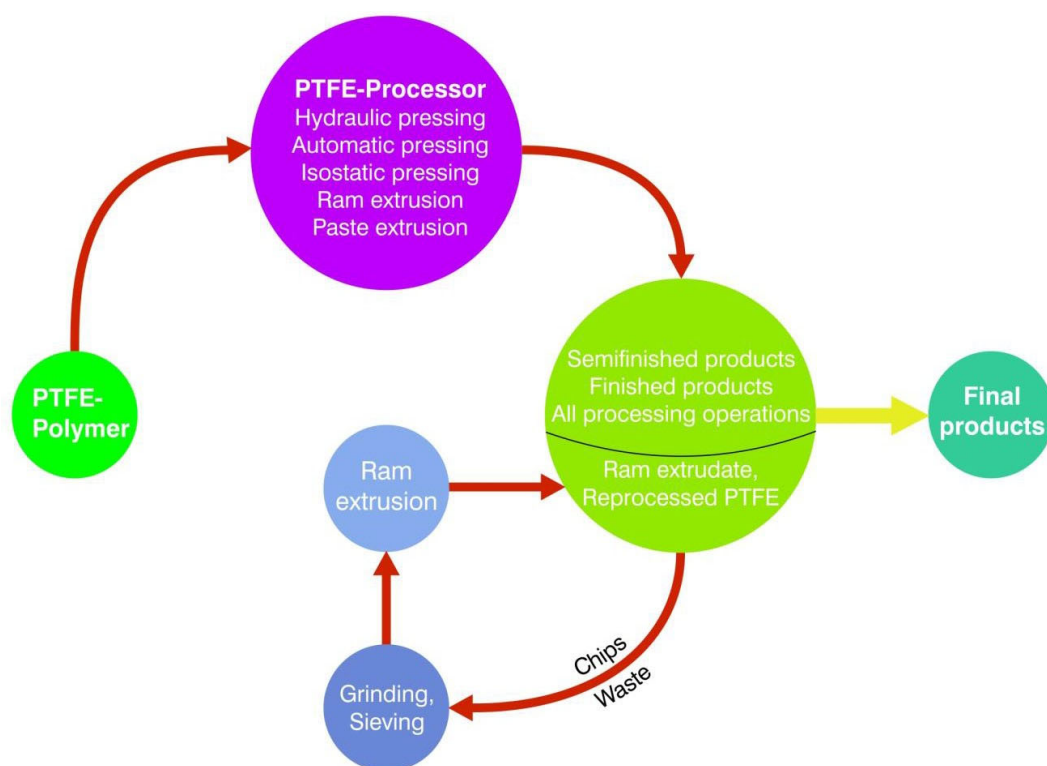 PTFE-Processor
Hydraulic pressing
Automatic pressing
Isostatic pressing
Ram extrusion
Paste extrusion
PTFE-
Polymer
Semifinished products
Finished products
All processing operations
Ram extrudate,
Reprocessed PTFE
Final
products
Ram
extrusion
Chips
Waste
Grinding,
Sieving